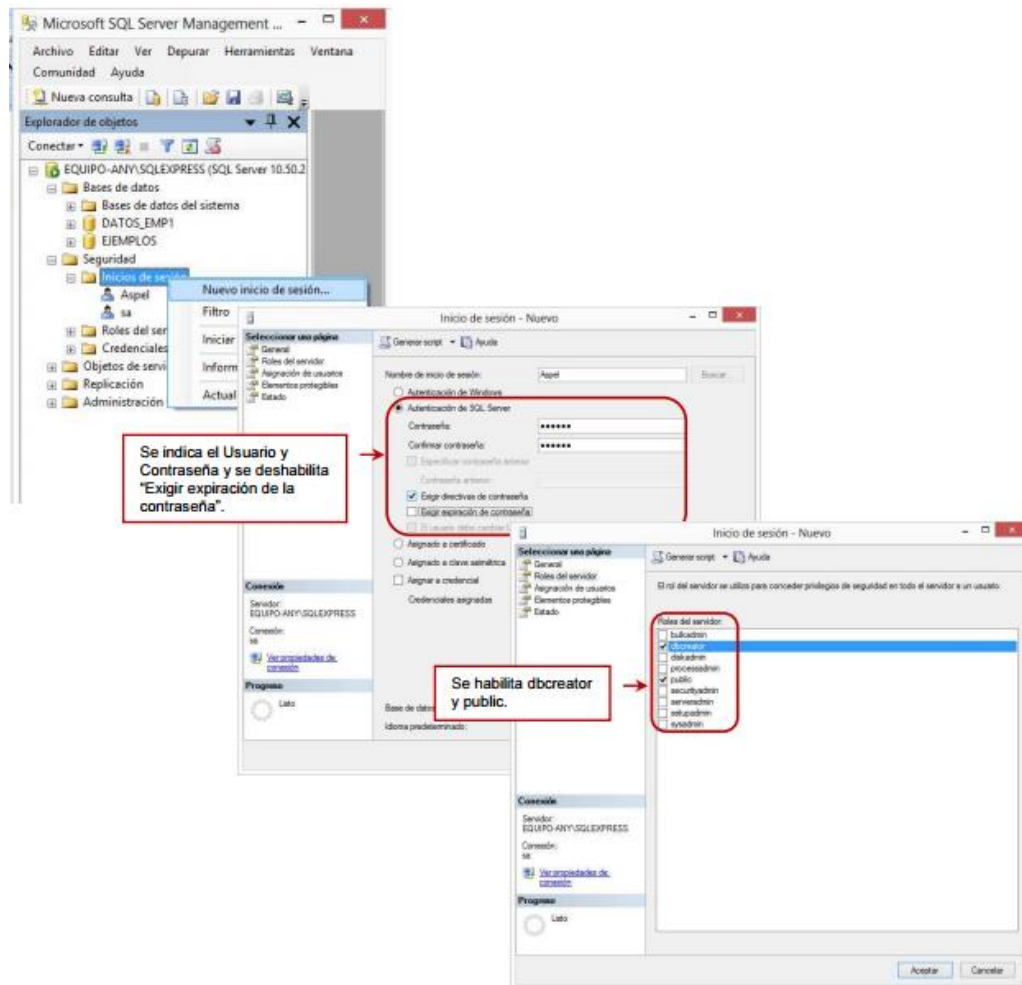 Microsoft SQL Server Management ...
Archivo Editar Ver Depurar Herramientas Ventana
Comunidad Ayuda
Nueva consulta
Explorador de objetos
Conectar
EQUIPO-ANY\SQLEXPRESS (SQL Server 10.50.2
Bases de datos
Bases de datos del sistema
DATOS_EMP1
EJEMPLOS
Seguridad
Inicios de sesión
Aspel
sa
Roles del ser
Credenciales
Objetos de servi
Replicación
Administración
Nuevo inicio de sesión...
Filtro
Iniciar
Inform
Actual
Inicio de sesión - Nuevo
Seleccionar una página
General
Roles del servidor
Asignación de usuarios
Elementos protegibles
Estado
Generar script Ayuda
Nombre de inicio de sesión: Aspel Buscar...
Autenticación de Windows
Autenticación de SQL Server
Contraseña: ••••••
Confirmar contraseña: ••••••
Especificar contraseña anterior
Contraseña anterior:
Exigir directivas de contraseña
Exigir expiración de contraseña
El usuario debe cambiar l
Asignado a certificado
Asignado a clave asimétrica
Asignar a credencial
Credenciales asignadas
Base de datos
Idioma predeterminado:
Conexión
Servidor:
EQUIPO-ANY\SQLEXPRESS
Conexión:
sa
Ver propiedades de
conexión
Progreso
Listo
Se indica el Usuario y
Contraseña y se deshabilita
“Exigir expiración de la
contraseña”.
Inicio de sesión - Nuevo
Seleccionar una página
General
Roles del servidor
Asignación de usuarios
Elementos protegibles
Estado
Generar script Ayuda
El rol del servidor se utiliza para conceder privilegios de seguridad en todo el servidor a un usuario.
Roles del servidor:
bulkadmin
dbcreator
diskadmin
processadmin
public
securityadmin
serveradmin
setupadmin
sysadmin
Se habilita dbcreator
y public.
Conexión
Servidor:
EQUIPO-ANY\SQLEXPRESS
Conexión:
sa
Ver propiedades de
conexión
Progreso
Listo
Aceptar Cancelar